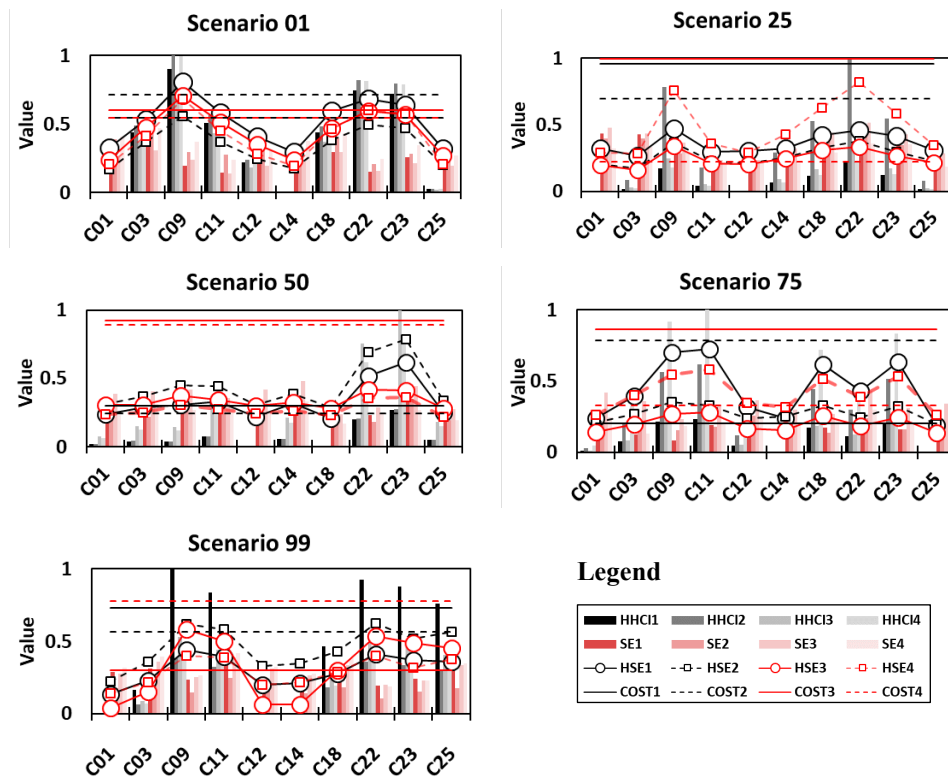 Scenario 01
Value
1
0.5
0
C01 C03 C09 C11 C12 C14 C18 C22 C23 C25
Scenario 25
Value
1
0.5
0
C01 C03 C09 C11 C12 C14 C18 C22 C23 C25
Scenario 50
Value
1
0.5
0
C01 C03 C09 C11 C12 C14 C18 C22 C23 C25
Scenario 75
Value
1
0.5
0
C01 C03 C09 C11 C12 C14 C18 C22 C23 C25
Scenario 99
Value
1
0.5
0
C01 C03 C09 C11 C12 C14 C18 C22 C23 C25
Legend
HHCI1 HHCI2 HHCI3 HHCI4
SE1 SE2 SE3 SE4
HSE1 HSE2 HSE3 HSE4
COST1 COST2 COST3 COST4